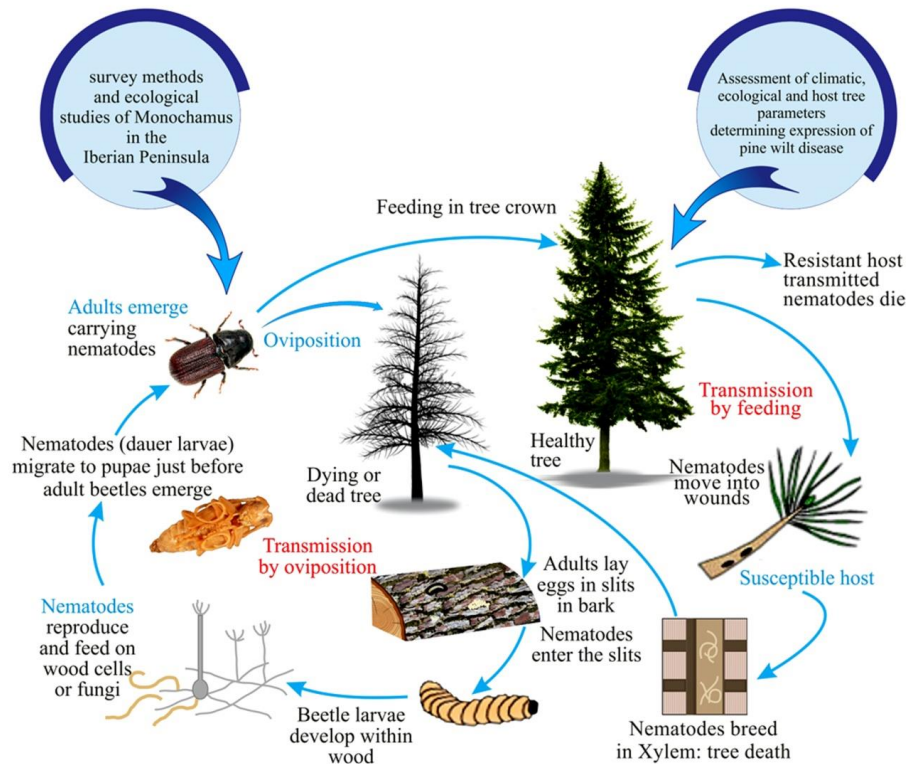 survey methods
and ecological
studies of Monochamus
in the
Iberian Peninsula
Assessment of climatic,
ecological and host tree
parameters
determining expression of
pine wilt disease
Feeding in tree crown
Resistant host
transmitted
nematodes die
Adults emerge
carrying
nematodes
Oviposition
Transmission
by feeding
Nematodes (dauer larvae)
migrate to pupae just before
adult beetles emerge
Dying or
dead tree
Healthy
tree
Nematodes
move into
wounds
Transmission
by oviposition
Adults lay
eggs in slits
in bark
Nematodes
enter the slits
Susceptible host
Nematodes
reproduce
and feed on
wood cells
or fungi
Beetle larvae
develop within
wood
Nematodes breed
in Xylem: tree death